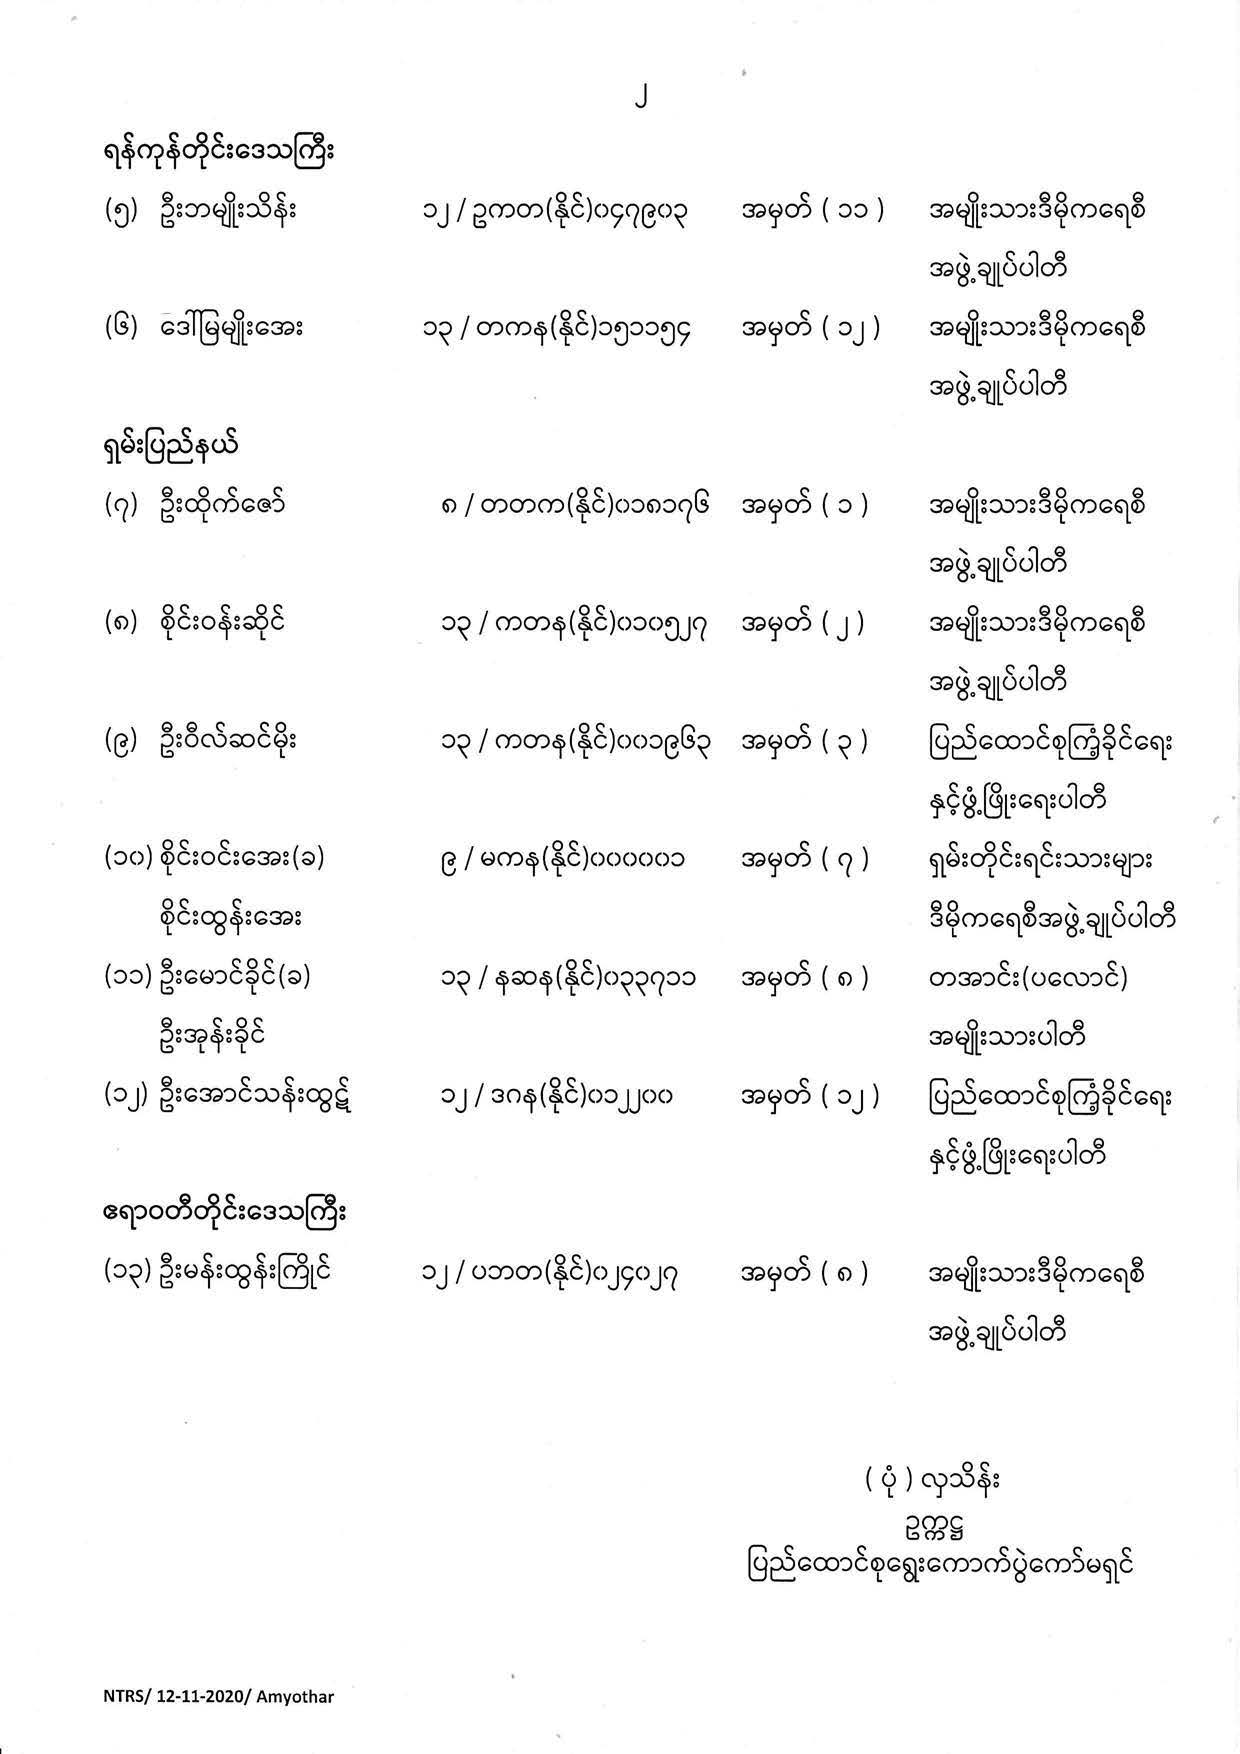 ၂
ရန်ကုန်တိုင်းဒေသကြီး
(၅) ဦးဘမျိုးသိန်း ၁၂ / ဥကတ(နိုင်)၀၄၇၉၀၃ အမှတ် ( ၁၁ ) အမျိုးသားဒီမိုကရေစီ
အဖွဲ့ချုပ်ပါတီ
(၆) ဒေါ်မြမျိုးအေး ၁၃ / တကန(နိုင်)၁၅၁၁၅၄ အမှတ် ( ၁၂ ) အမျိုးသားဒီမိုကရေစီ
အဖွဲ့ချုပ်ပါတီ
ရှမ်းပြည်နယ်
(၇) ဦးထိုက်ဇော် ၈ / တတက(နိုင်)၀၁၈၁၇၆ အမှတ် ( ၁ ) အမျိုးသားဒီမိုကရေစီ
အဖွဲ့ချုပ်ပါတီ
(၈) စိုင်းဝန်းဆိုင် ၁၃ / ကတန(နိုင်)၀၁၀၅၂၇ အမှတ် ( ၂ ) အမျိုးသားဒီမိုကရေစီ
အဖွဲ့ချုပ်ပါတီ
(၉) ဦးဝီလ်ဆင်မိုး ၁၃ / ကတန(နိုင်)၀၀၁၉၆၃ အမှတ် ( ၃ ) ပြည်ထောင်စုကြံ့ခိုင်ရေး
နှင့်ဖွံ့ဖြိုးရေးပါတီ
(၁၀) စိုင်းဝင်းအေး(ခ) ၉ / မကန(နိုင်)၀၀၀၀၀၁ အမှတ် ( ၇ ) ရှမ်းတိုင်းရင်းသားများ
စိုင်းထွန်းအေး ဒီမိုကရေစီအဖွဲ့ချုပ်ပါတီ
(၁၁) ဦးမောင်ခိုင်(ခ) ၁၃ / နဆန(နိုင်)၀၃၃၇၁၁ အမှတ် ( ၈ ) တအာင်း(ပလောင်)
ဦးအုန်းခိုင် အမျိုးသားပါတီ
(၁၂) ဦးအောင်သန်းထွဋ် ၁၂ / ဒဂန(နိုင်)၀၁၂၂၀၀ အမှတ် ( ၁၂ ) ပြည်ထောင်စုကြံ့ခိုင်ရေး
နှင့်ဖွံ့ဖြိုးရေးပါတီ
ဧရာဝတီတိုင်းဒေသကြီး
(၁၃) ဦးမန်းထွန်းကြိုင် ၁၂ / ပဘတ(နိုင်)၀၂၄၀၂၇ အမှတ် ( ၈ ) အမျိုးသားဒီမိုကရေစီ
အဖွဲ့ချုပ်ပါတီ
( ပုံ ) လှသိန်း
ဥက္ကဋ္ဌ
ပြည်ထောင်စုရွေးကောက်ပွဲကော်မရှင်
NTRS/ 12-11-2020/ Amyothar